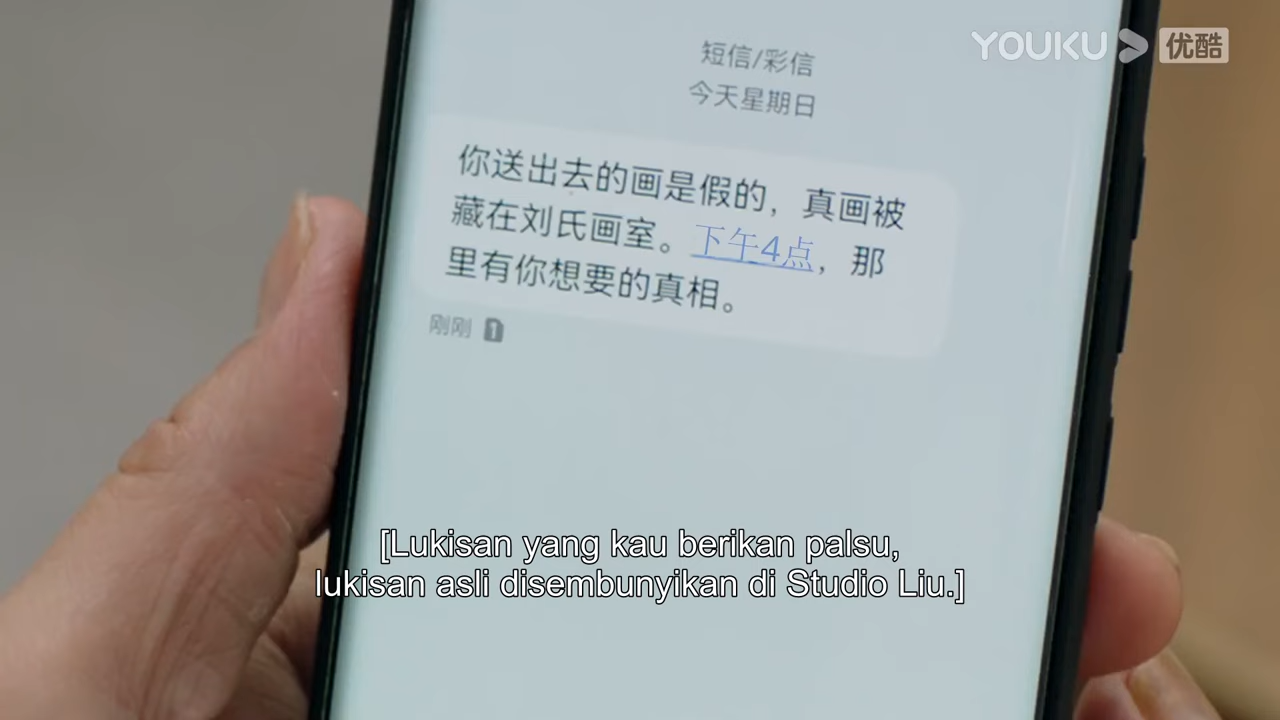 YOUKU 优酷
短信/彩信
今天星期日
你送出去的画是假的，真画被
藏在刘氏画室。下午4点，那
里有你想要的真相。
刚刚 1
[Lukisan yang kau berikan palsu,
lukisan asli disembunyikan di Studio Liu.]